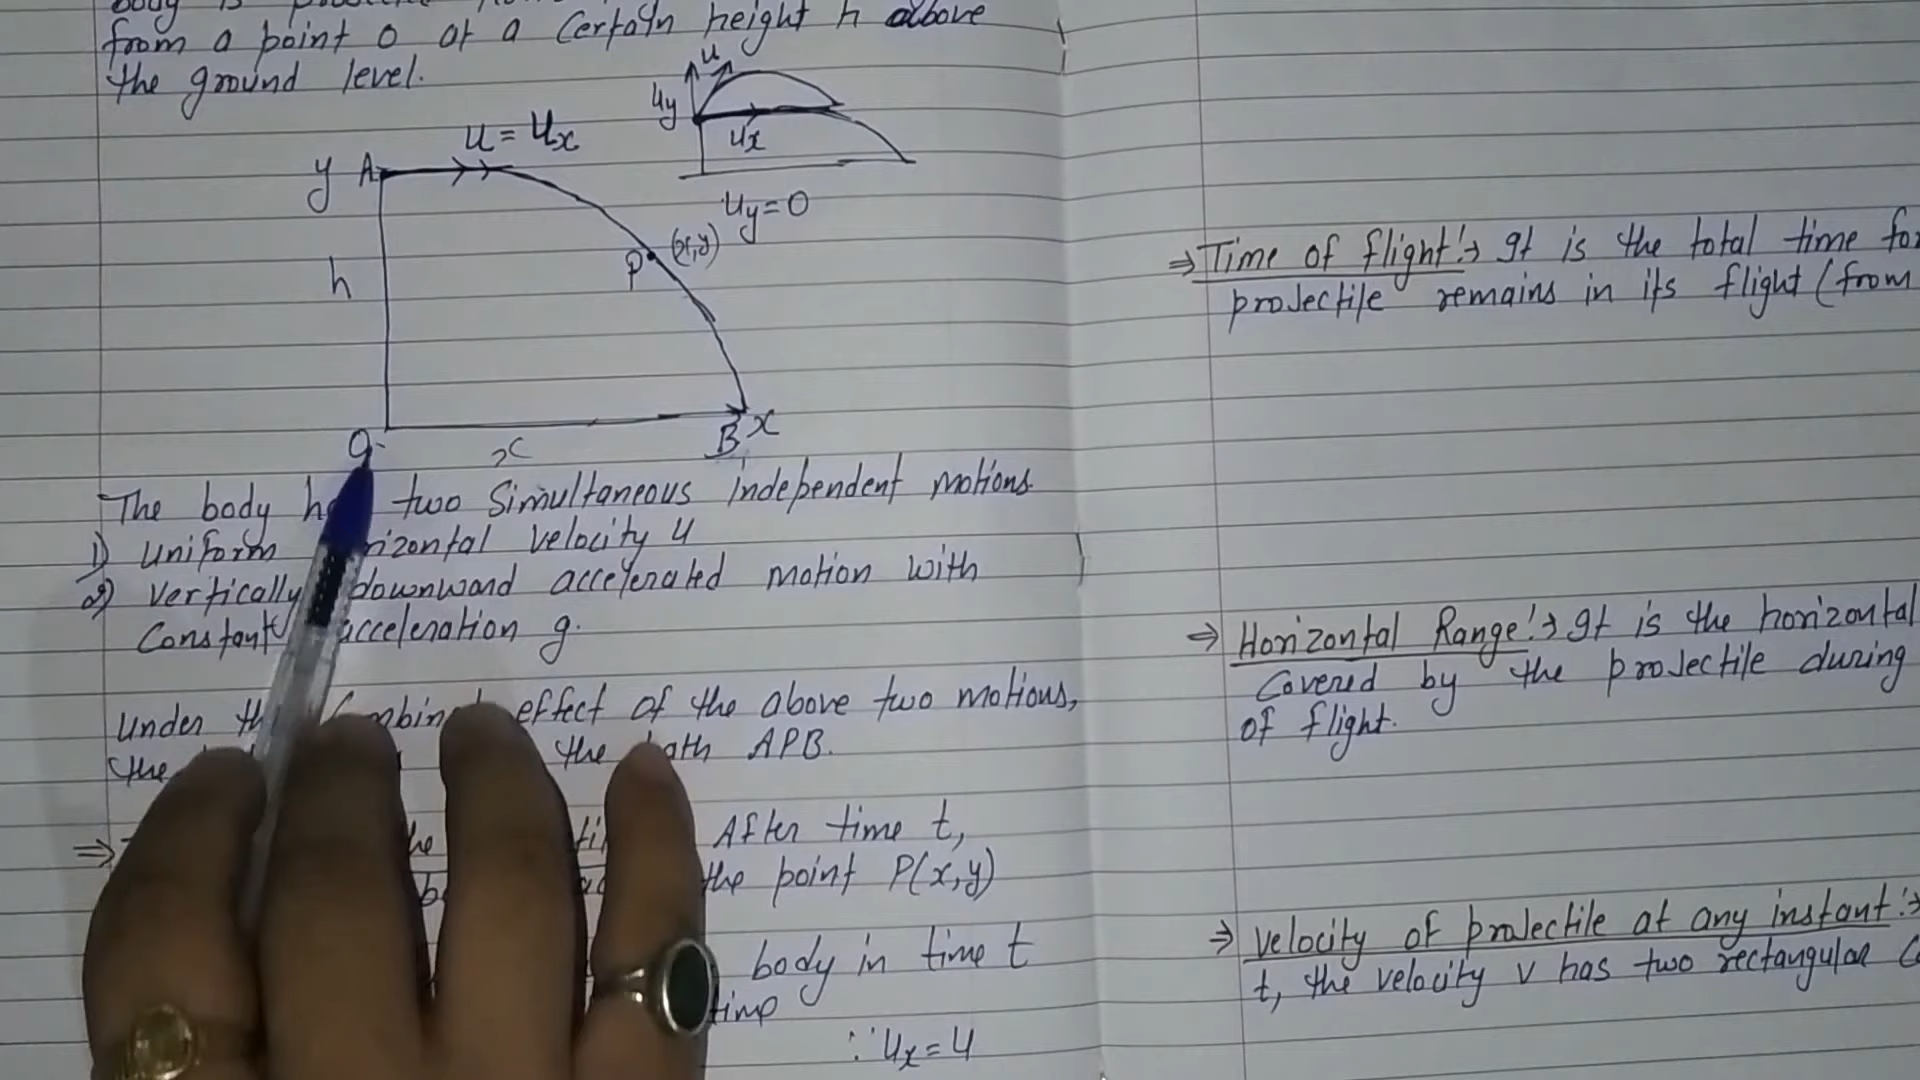 from a point O at a Certain height h above
the ground level.
u
uy
ux
uy=0
u = ux
y A
h
P (x,y)
O
x
B x
The body two Simultaneous independent motions
1) uniform horizontal velocity u
2) vertically downward accelerated motion with
Constant acceleration g.
Under the Combined effect of the above two motions,
the the path APB.
⇒ After time t,
the point P(x,y)
body in time t
time
∴ ux = u
⇒ Time of flight :→ It is the total time for
projectile remains in its flight (from
⇒ Horizontal Range :→ It is the horizontal
Covered by the projectile during
of flight.
⇒ Velocity of projectile at any instant :→
t, the velocity v has two rectangular